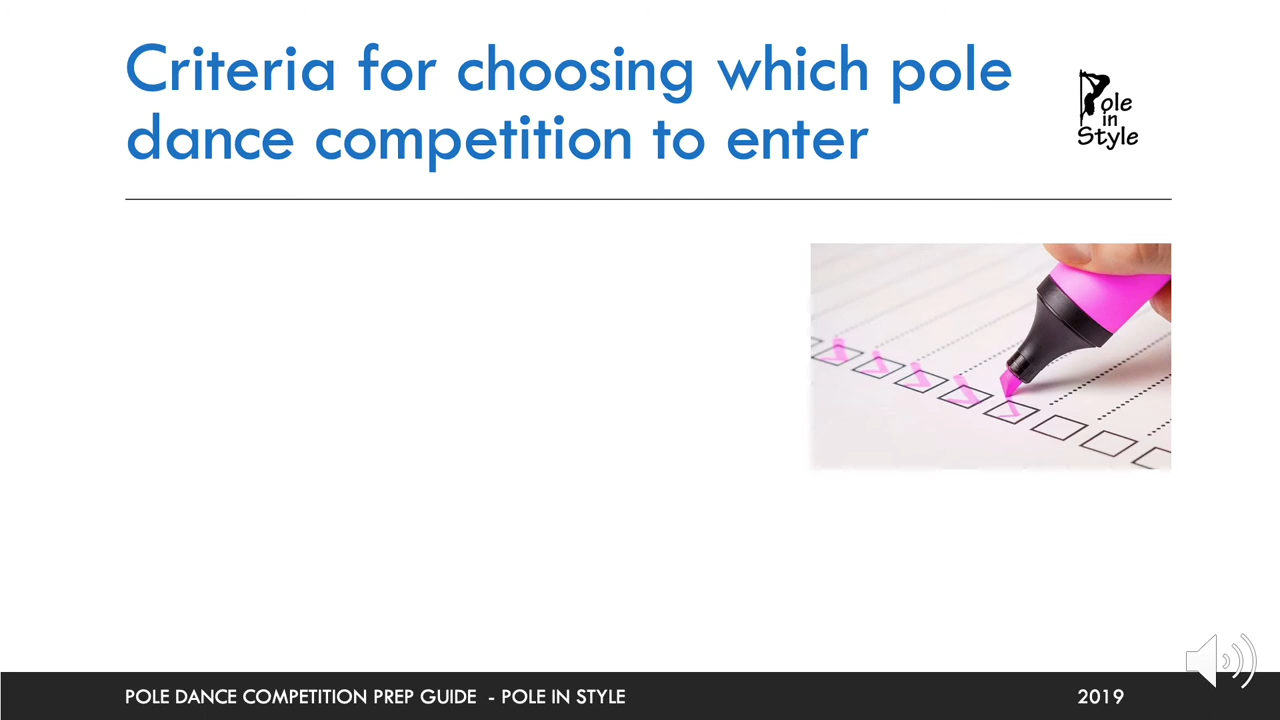 Criteria for choosing which pole
dance competition to enter
Pole
in
Style
POLE DANCE COMPETITION PREP GUIDE - POLE IN STYLE
2019